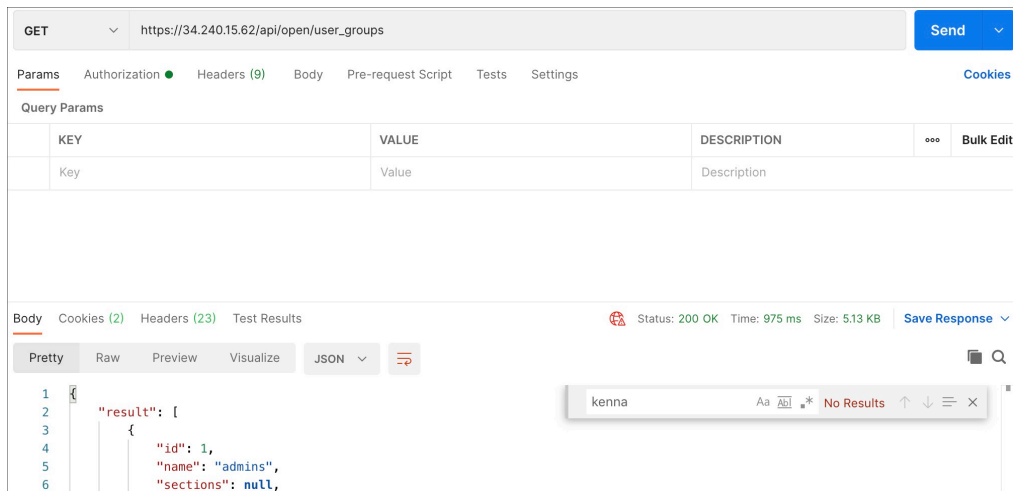 GET https://34.240.15.62/api/open/user_groups Send
Params Authorization Headers (9) Body Pre-request Script Tests Settings Cookies
Query Params
KEY VALUE DESCRIPTION ooo Bulk Edit
Key Value Description
Body Cookies (2) Headers (23) Test Results Status: 200 OK Time: 975 ms Size: 5.13 KB Save Response
Pretty Raw Preview Visualize JSON
kenna Aa Abl .* No Results
1 {
2 "result": [
3 {
4 "id": 1,
5 "name": "admins",
6 "sections": null,